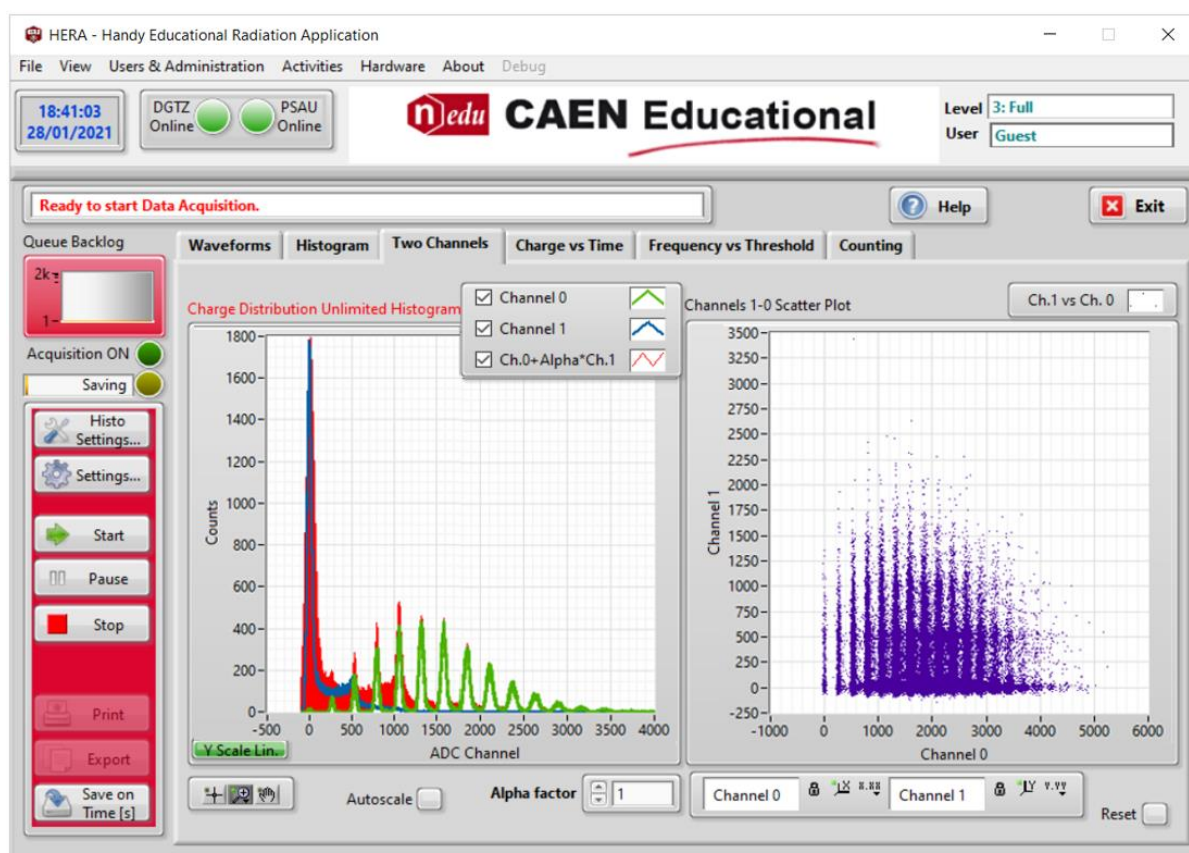 HERA - Handy Educational Radiation Application
File View Users & Administration Activities Hardware About Debug
18:41:03
28/01/2021
DGTZ
Online
PSAU
Online
n edu CAEN Educational
Level 3: Full
User Guest
Ready to start Data Acquisition.
Help
Exit
Queue Backlog
2k
1
Acquisition ON
Saving
Histo
Settings...
Settings...
Start
Pause
Stop
Print
Export
Save on
Time [s]
Waveforms Histogram Two Channels Charge vs Time Frequency vs Threshold Counting
Charge Distribution Unlimited Histogram
Channel 0
Channel 1
Ch.0+Alpha*Ch.1
1800
1600
1400
1200
1000
800
600
400
200
0
Counts
-500 0 500 1000 1500 2000 2500 3000 3500 4000
ADC Channel
Y Scale Lin.
Autoscale
Alpha factor 1
Channels 1-0 Scatter Plot
Ch.1 vs Ch. 0
3500
3250
3000
2750
2500
2250
2000
1750
1500
1250
1000
750
500
250
0
-250
Channel 1
-1000 0 1000 2000 3000 4000 5000 6000
Channel 0
Channel 0 X X.XX Channel 1 Y Y.YY
Reset